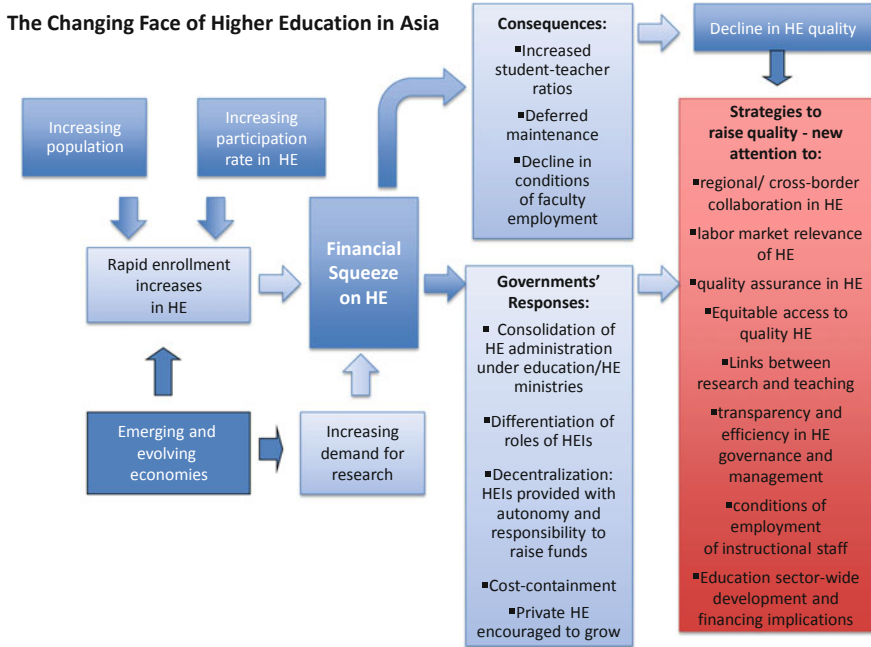 The Changing Face of Higher Education in Asia
Increasing
population
Increasing
participation
rate in HE
Rapid enrollment
increases
in HE
Emerging and
evolving
economies
Financial
Squeeze
on HE
Increasing
demand for
research
Consequences:
▪Increased
student-teacher
ratios
▪Deferred
maintenance
▪Decline in
conditions
of faculty
employment
Governments’
Responses:
▪ Consolidation of
HE administration
under education/HE
ministries
▪Differentiation of
roles of HEIs
▪Decentralization:
HEIs provided with
autonomy and
responsibility to
raise funds
▪Cost-containment
▪Private HE
encouraged to grow
Decline in HE quality
Strategies to
raise quality - new
attention to:
▪regional/ cross-border
collaboration in HE
▪labor market relevance
of HE
▪quality assurance in HE
▪Equitable access to
quality HE
▪Links between
research and teaching
▪transparency and
efficiency in HE
governance and
management
▪conditions of
employment
of instructional staff
▪Education sector-wide
development and
financing implications